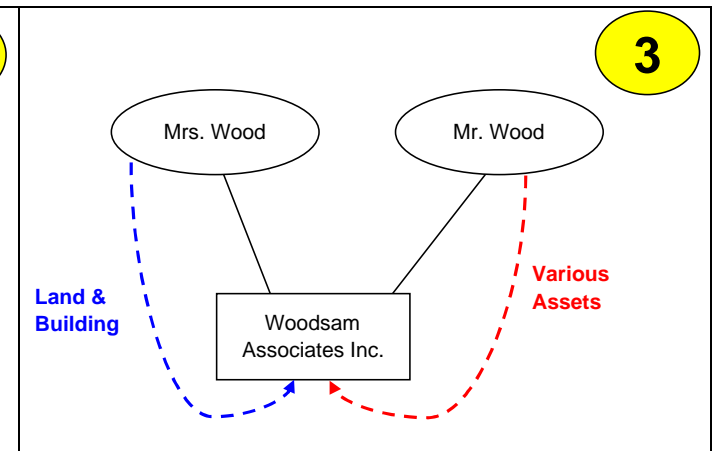 3
Mrs. Wood
Mr. Wood
Land &
Building
Various
Assets
Woodsam
Associates Inc.